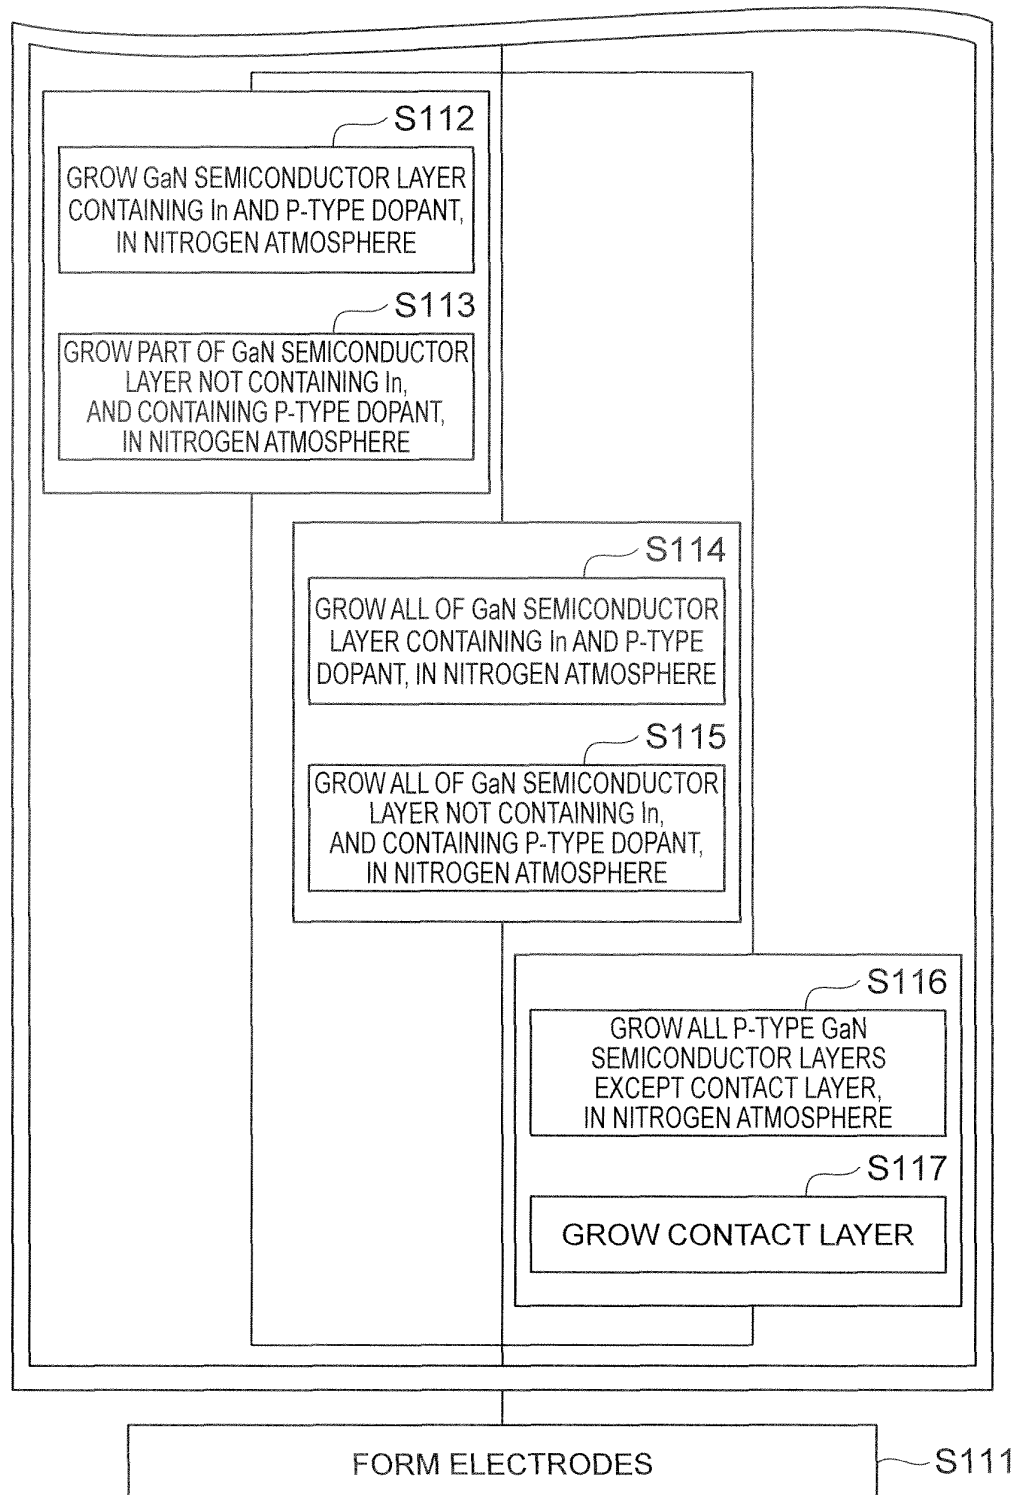 S112
GROW GaN SEMICONDUCTOR LAYER
CONTAINING In AND P-TYPE DOPANT,
IN NITROGEN ATMOSPHERE
S113
GROW PART OF GaN SEMICONDUCTOR
LAYER NOT CONTAINING In,
AND CONTAINING P-TYPE DOPANT,
IN NITROGEN ATMOSPHERE
S114
GROW ALL OF GaN SEMICONDUCTOR
LAYER CONTAINING In AND P-TYPE
DOPANT, IN NITROGEN ATMOSPHERE
S115
GROW ALL OF GaN SEMICONDUCTOR
LAYER NOT CONTAINING In,
AND CONTAINING P-TYPE DOPANT,
IN NITROGEN ATMOSPHERE
S116
GROW ALL P-TYPE GaN
SEMICONDUCTOR LAYERS
EXCEPT CONTACT LAYER,
IN NITROGEN ATMOSPHERE
S117
GROW CONTACT LAYER
FORM ELECTRODES
S111